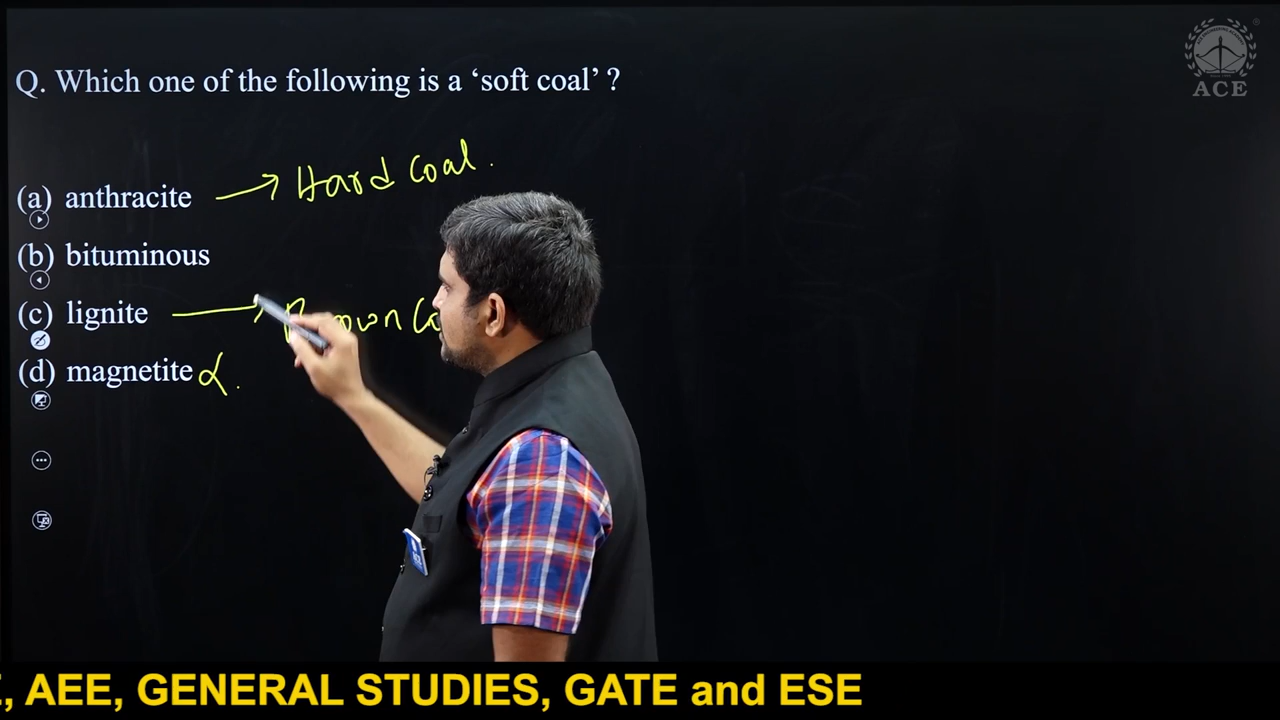 Q. Which one of the following is a ‘soft coal’ ?
ACE
(a) anthracite → Hard Coal.
(b) bituminous
(c) lignite →
(d) magnetite
, AEE, GENERAL STUDIES, GATE and ESE